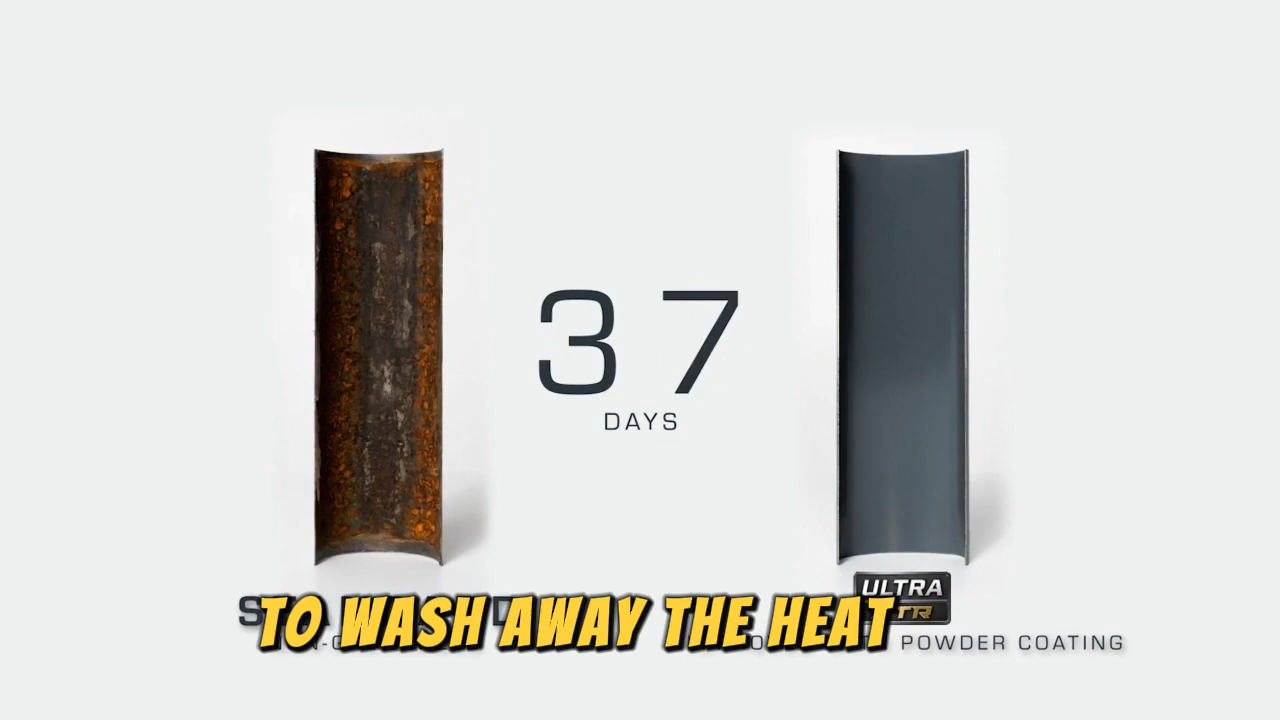 37
DAYS
ULTRA
TO WASH AWAY THE HEAT
POWDER COATING